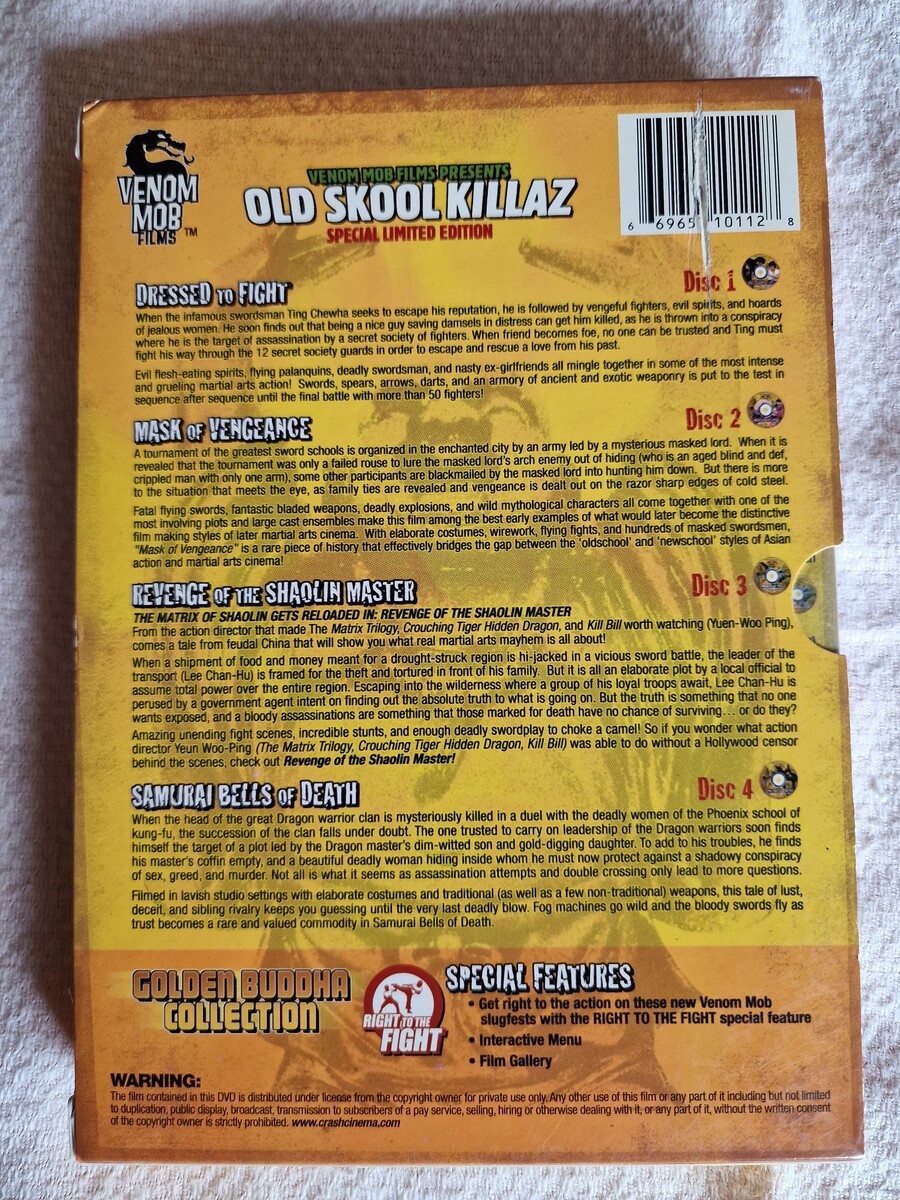 VENOM
MOB
FILMS™
VENOM MOB FILMS PRESENTS
OLD SKOOL KILLAZ
SPECIAL LIMITED EDITION
6 6965 10112 8
DRESSED TO FIGHT
Disc 1
When the infamous swordsman Ting Chewha seeks to escape his reputation, he is followed by vengeful fighters, evil spirits, and hoards
of jealous women. He soon finds out that being a nice guy saving damsels in distress can get him killed, as he is thrown into a conspiracy
where he is the target of assassination by a secret society of fighters. When friend becomes foe, no one can be trusted and Ting must
fight his way through the 12 secret society guards in order to escape and rescue a love from his past.
Evil flesh-eating spirits, flying palanquins, deadly swordsman, and nasty ex-girlfriends all mingle together in some of the most intense
and grueling martial arts action! Swords, spears, arrows, darts, and an armory of ancient and exotic weaponry is put to the test in
sequence after sequence until the final battle with more than 50 fighters!
MASK OF VENGEANCE
Disc 2
A tournament of the greatest sword schools is organized in the enchanted city by an army led by a mysterious masked lord. When it is
revealed that the tournament was only a failed rouse to lure the masked lord's arch enemy out of hiding (who is an aged blind and def,
crippled man with only one arm), some other participants are blackmailed by the masked lord into hunting him down. But there is more
to the situation that meets the eye, as family ties are revealed and vengeance is dealt out on the razor sharp edges of cold steel.
Fatal flying swords, fantastic bladed weapons, deadly explosions, and wild mythological characters all come together with one of the
most involving plots and large cast ensembles make this film among the best early examples of what would later become the distinctive
film making styles of later martial arts cinema. With elaborate costumes, wirework, flying fights, and hundreds of masked swordsmen,
"Mask of Vengeance" is a rare piece of history that effectively bridges the gap between the 'oldschool' and 'newschool' styles of Asian
action and martial arts cinema!
REVENGE OF THE SHAOLIN MASTER
Disc 3
THE MATRIX OF SHAOLIN GETS RELOADED IN: REVENGE OF THE SHAOLIN MASTER
From the action director that made The Matrix Trilogy, Crouching Tiger Hidden Dragon, and Kill Bill worth watching (Yuen-Woo Ping),
comes a tale from feudal China that will show you what real martial arts mayhem is all about!
When a shipment of food and money meant for a drought-struck region is hi-jacked in a vicious sword battle, the leader of the
transport (Lee Chan-Hu) is framed for the theft and tortured in front of his family. But it is all an elaborate plot by a local official to
assume total power over the entire region. Escaping into the wilderness where a group of his loyal troops await, Lee Chan-Hu is
perused by a government agent intent on finding out the absolute truth to what is going on. But the truth is something that no one
wants exposed, and a bloody assassinations are something that those marked for death have no chance of surviving... or do they?
Amazing unending fight scenes, incredible stunts, and enough deadly swordplay to choke a camel! So if you wonder what action
director Yeun Woo-Ping (The Matrix Trilogy, Crouching Tiger Hidden Dragon, Kill Bill) was able to do without a Hollywood censor
behind the scenes, check out Revenge of the Shaolin Master!
SAMURAI BELLS OF DEATH
Disc 4
When the head of the great Dragon warrior clan is mysteriously killed in a duel with the deadly women of the Phoenix school of
kung-fu, the succession of the clan falls under doubt. The one trusted to carry on leadership of the Dragon warriors soon finds
himself the target of a plot led by the Dragon master's dim-witted son and gold-digging daughter. To add to his troubles, he finds
his master's coffin empty, and a beautiful deadly woman hiding inside whom he must now protect against a shadowy conspiracy
of sex, greed, and murder. Not all is what it seems as assassination attempts and double crossing only lead to more questions.
Filmed in lavish studio settings with elaborate costumes and traditional (as well as a few non-traditional) weapons, this tale of lust,
deceit, and sibling rivalry keeps you guessing until the very last deadly blow. Fog machines go wild and the bloody swords fly as
trust becomes a rare and valued commodity in Samurai Bells of Death.
GOLDEN BUDDHA
COLLECTION
RIGHT TO THE
FIGHT
SPECIAL FEATURES
• Get right to the action on these new Venom Mob
slugfests with the RIGHT TO THE FIGHT special feature
• Interactive Menu
• Film Gallery
WARNING:
The film contained in this DVD is distributed under license from the copyright owner for private use only. Any other use of this film or any part of it including but not limited
to duplication, public display, broadcast, transmission to subscribers of a pay service, selling, hiring or otherwise dealing with it, or any part of it, without the written consent
of the copyright owner is strictly prohibited. www.crashcinema.com